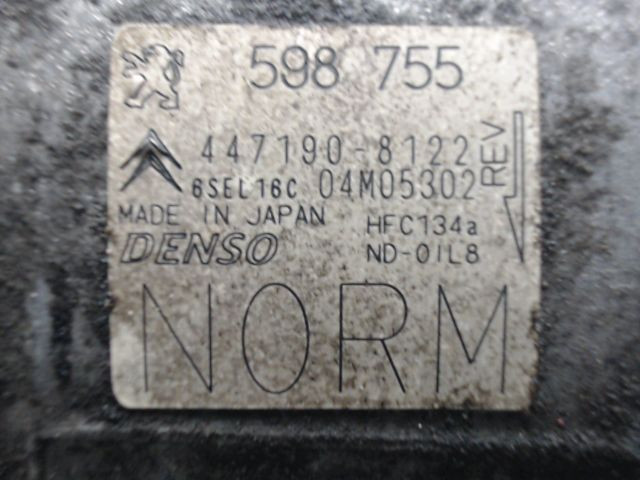 598 755
447190-8122
6SEL16C 04M05302
REV
MADE IN JAPAN HFC134a
DENSO ND-OIL8
NORM